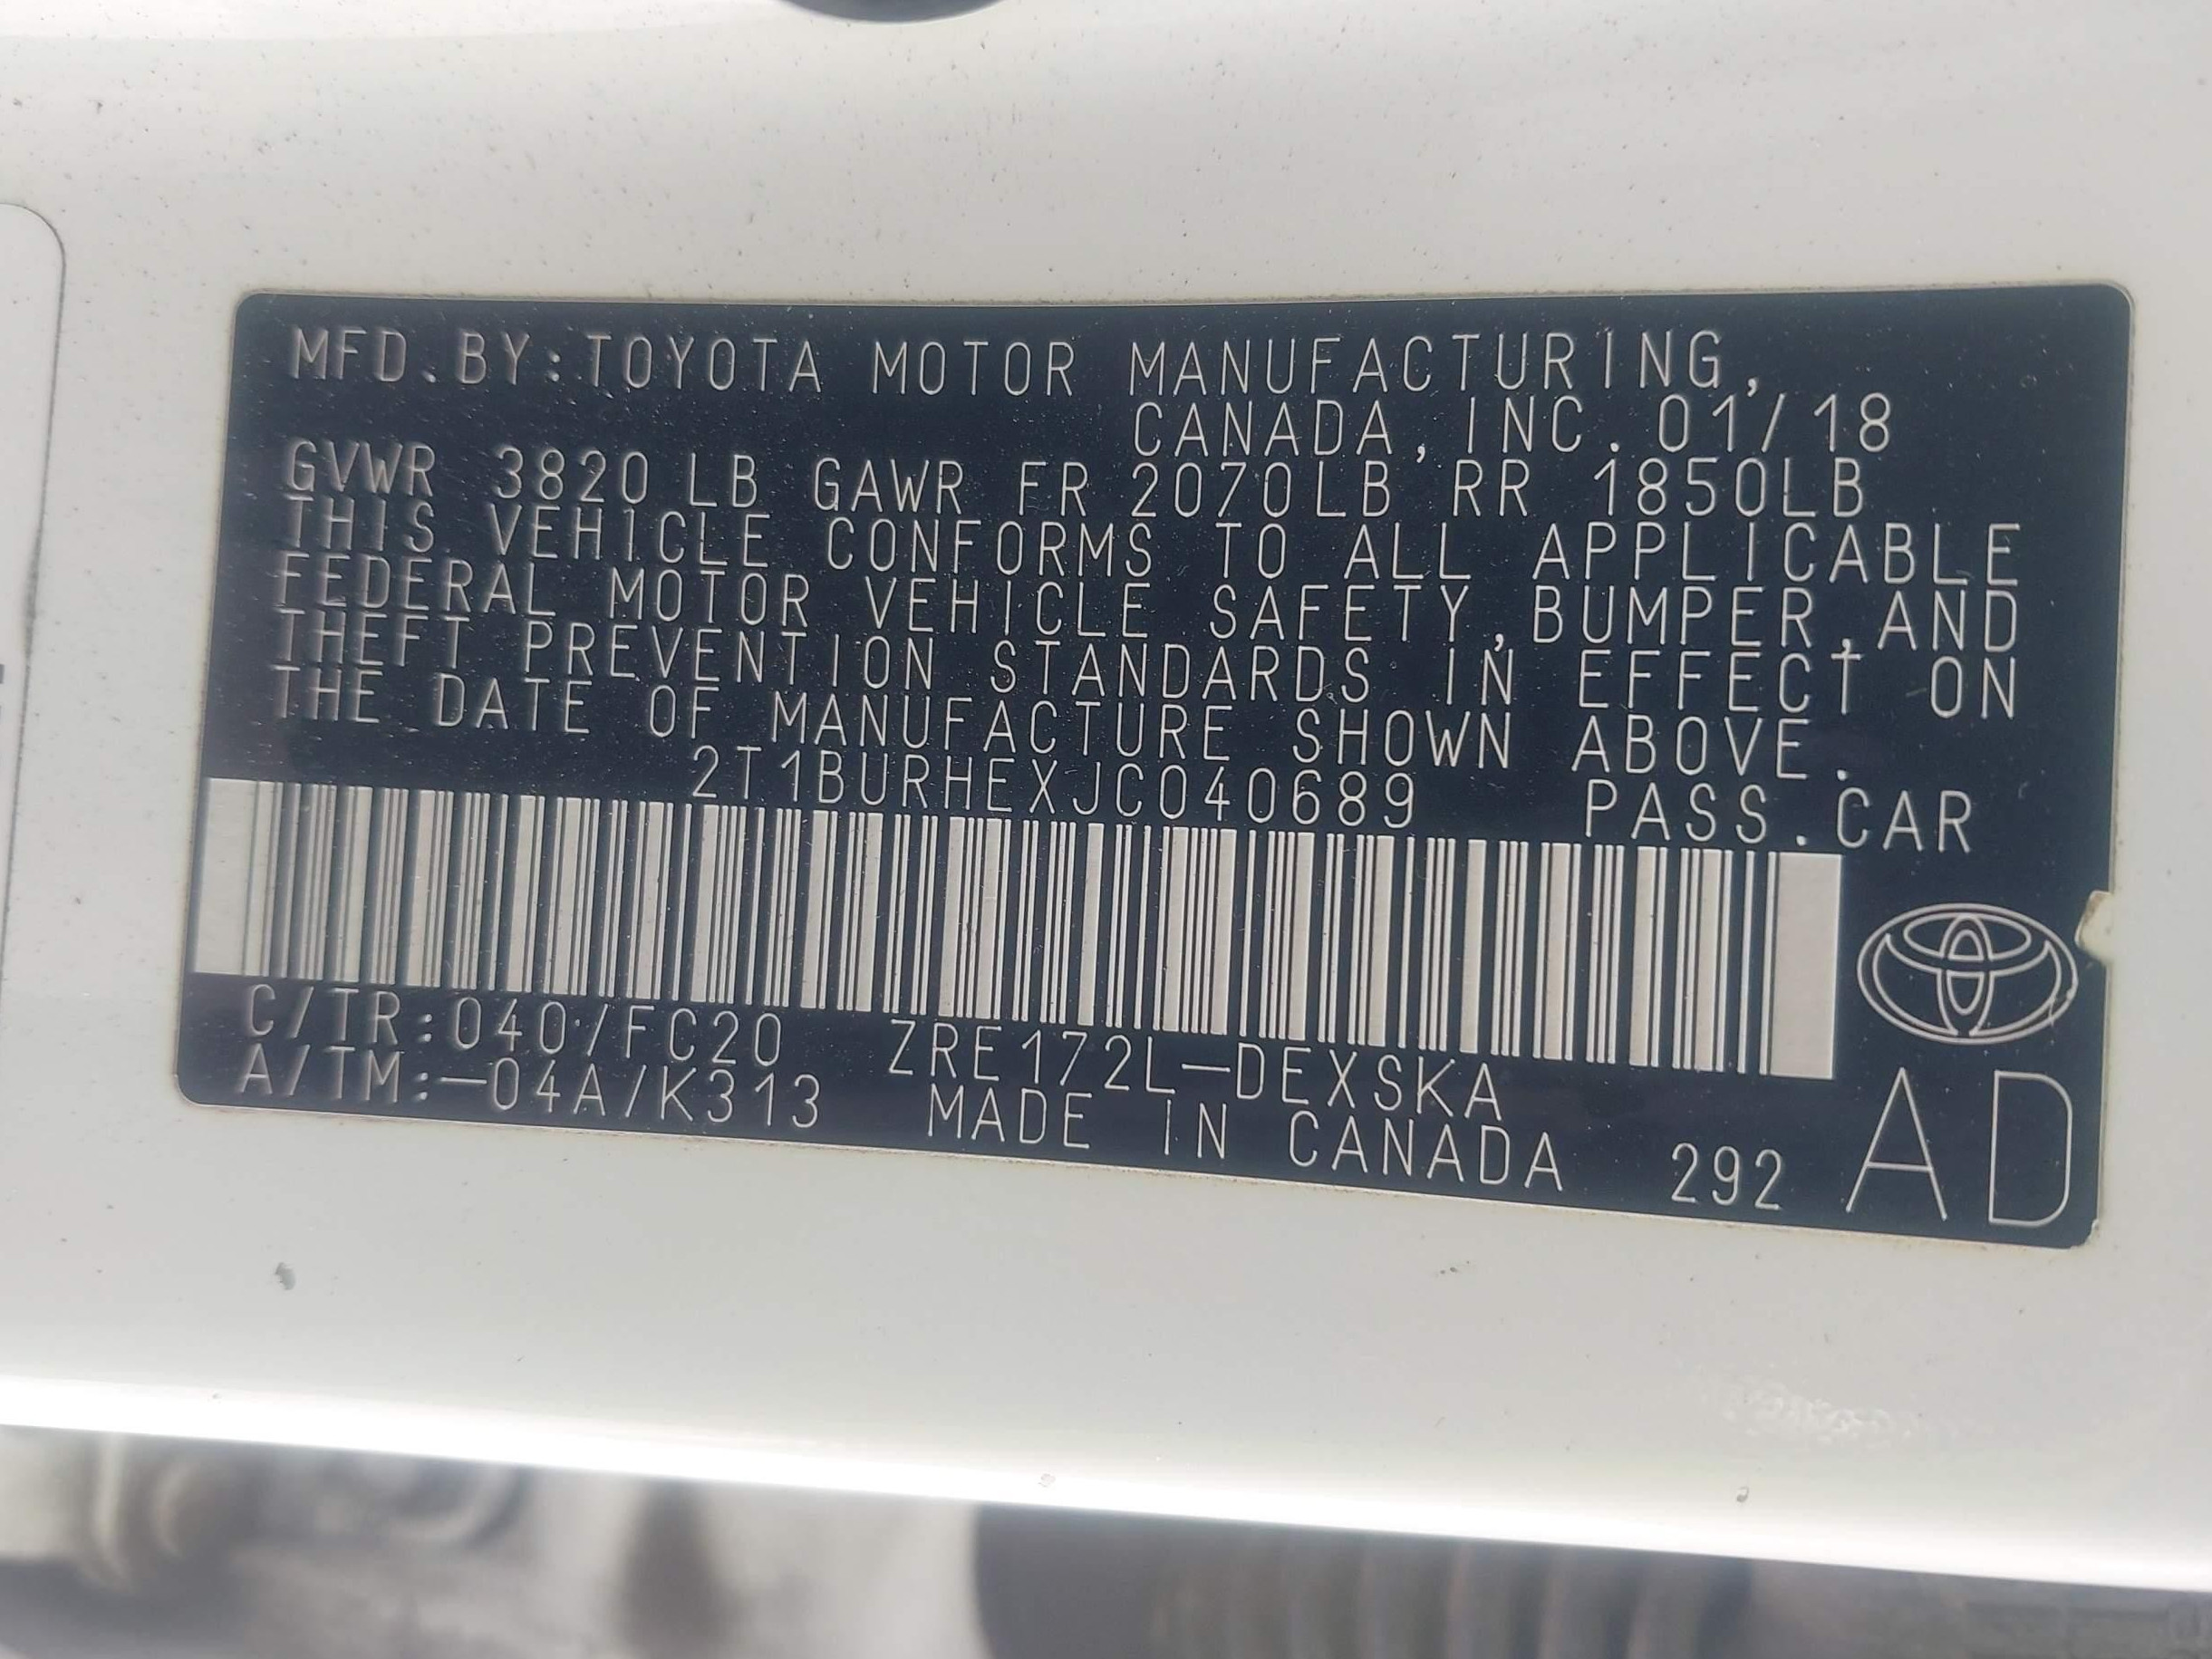 MFD.BY:TOYOTA MOTOR MANUFACTURING,
CANADA,INC.01/18
GVWR 3820LB GAWR FR 2070LB RR 1850LB
THIS VEHICLE CONFORMS TO ALL APPLICABLE
FEDERAL MOTOR VEHICLE SAFETY,BUMPER,AND
THEFT PREVENTION STANDARDS IN EFFECT ON
THE DATE OF MANUFACTURE SHOWN ABOVE.
2T1BURHEXJC040689 PASS.CAR
C/TR:040/FC20 ZRE172L-DEXSKA
A/TM:-04A/K313 MADE IN CANADA 292 AD